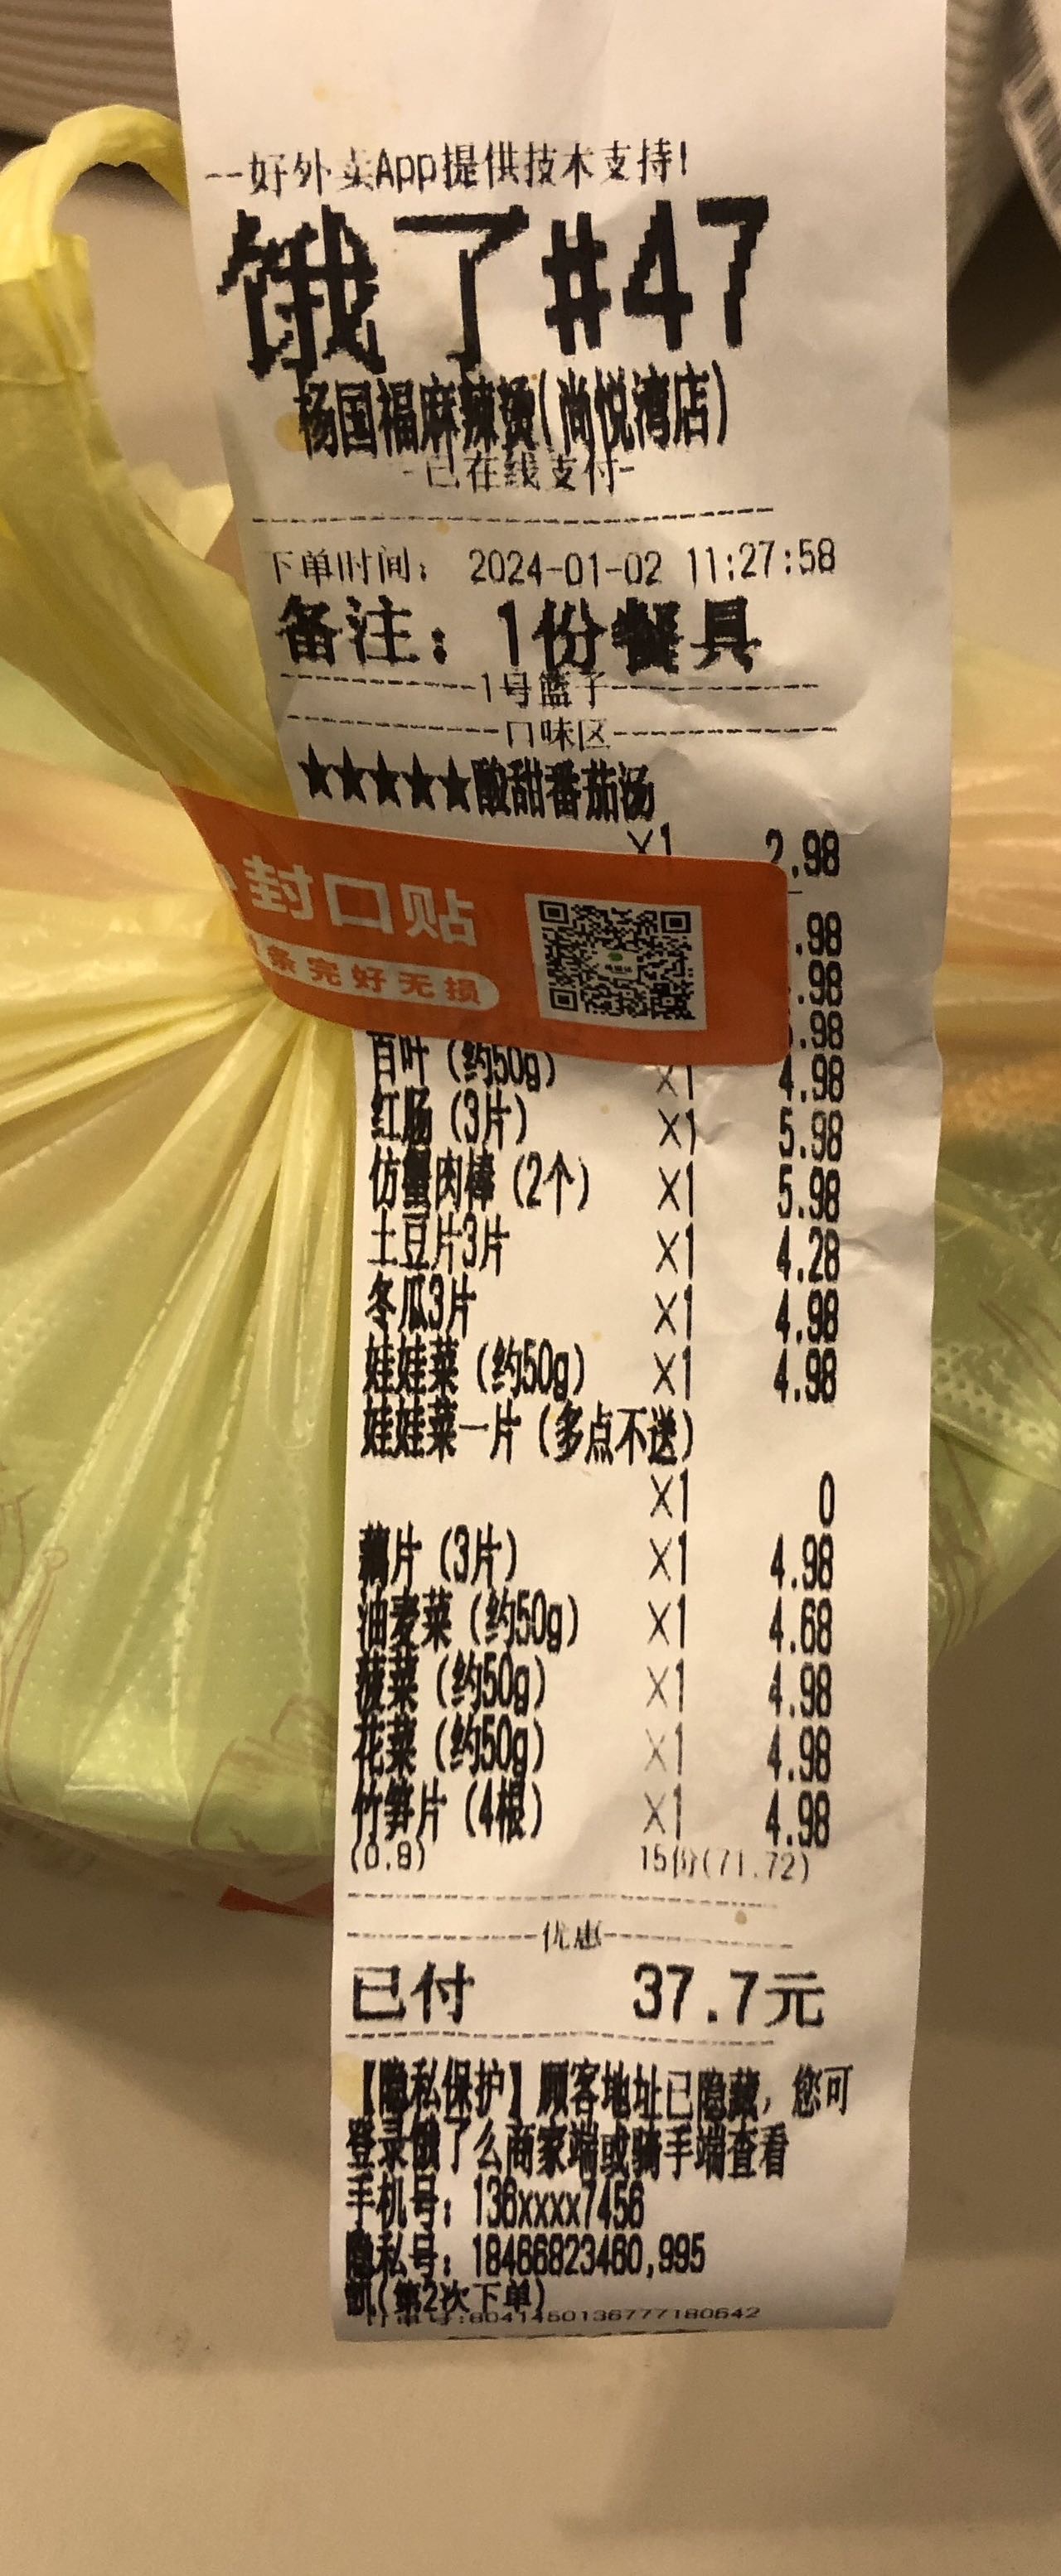 --好外卖App提供技术支持!
饿了#47
杨国福麻辣烫(尚悦湾店)
-已在线支付-
下单时间： 2024-01-02 11:27:58
备注：1份餐具
1号篮子
口味区
★★★★★酸甜番茄汤
X1 2.98
封口贴
.98
条完好无损
.98
.98
百叶（约50g） X1 4.98
红肠（3片） X1 5.98
仿蟹肉棒（2个） X1 5.98
土豆片3片 X1 4.28
冬瓜3片 X1 4.98
娃娃菜（约50g） X1 4.98
娃娃菜一片（多点不送）
X1 0
藕片（3片） X1 4.98
油麦菜（约50g） X1 4.68
菠菜（约50g） X1 4.98
花菜（约50g） X1 4.98
竹笋片（4根） X1 4.98
(0.8) 15份(71.72)
优惠
已付 37.7元
【隐私保护】顾客地址已隐藏，您可
登录饿了么商家端或骑手端查看
手机号：136xxxx7456
隐私号：18466823460,995
凯(第2次下单)